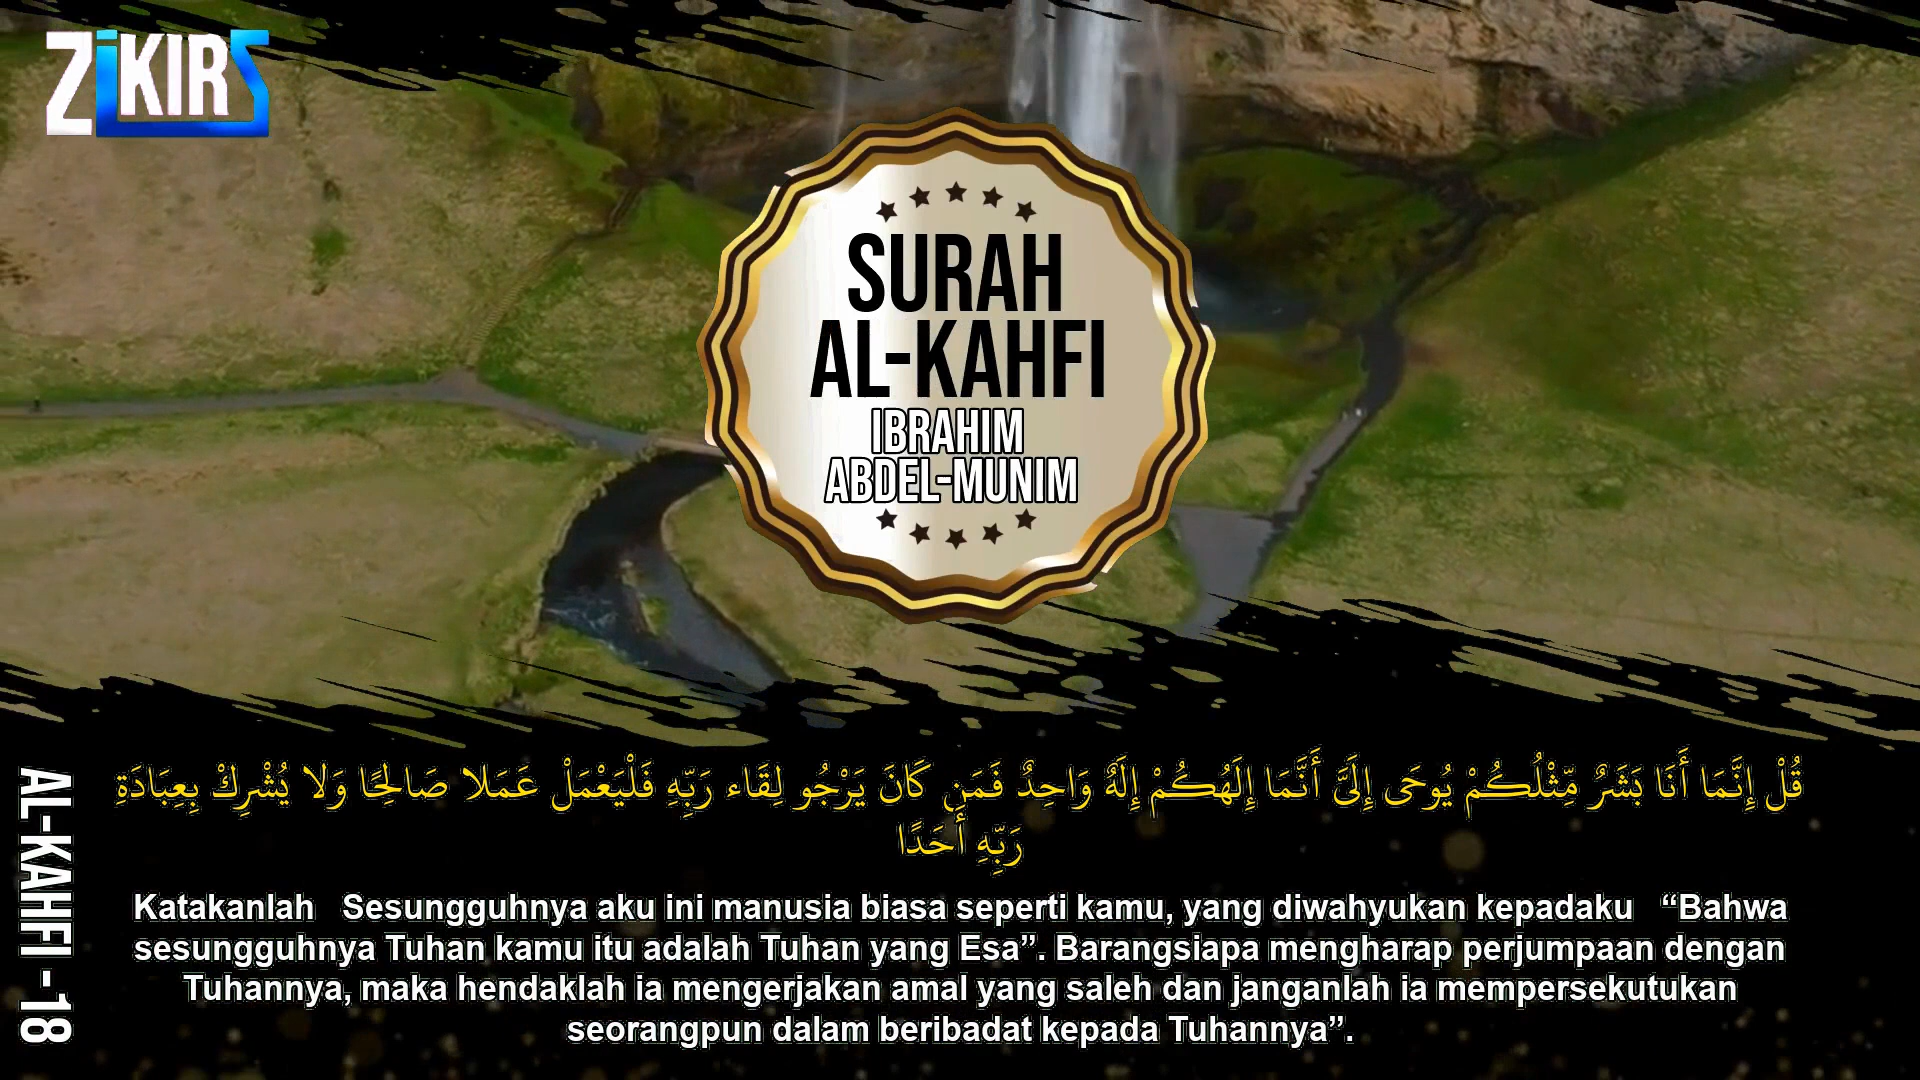 ZiKIRS
SURAH
AL-KAHFI
IBRAHIM
ABDEL-MUNIM
قُلْ إِنَّمَا أَنَا بَشَرٌ مِّثْلُكُمْ يُوحَى إِلَيَّ أَنَّمَا إِلَهُكُمْ إِلَهٌ وَاحِدٌ فَمَن كَانَ يَرْجُو لِقَاء رَبِّهِ فَلْيَعْمَلْ عَمَلا صَالِحًا وَلا يُشْرِكْ بِعِبَادَةِ
رَبِّهِ أَحَدًا
Katakanlah   Sesungguhnya aku ini manusia biasa seperti kamu, yang diwahyukan kepadaku   “Bahwa
sesungguhnya Tuhan kamu itu adalah Tuhan yang Esa”. Barangsiapa mengharap perjumpaan dengan
Tuhannya, maka hendaklah ia mengerjakan amal yang saleh dan janganlah ia mempersekutukan
seorangpun dalam beribadat kepada Tuhannya”.
AL-KAHFI - 18